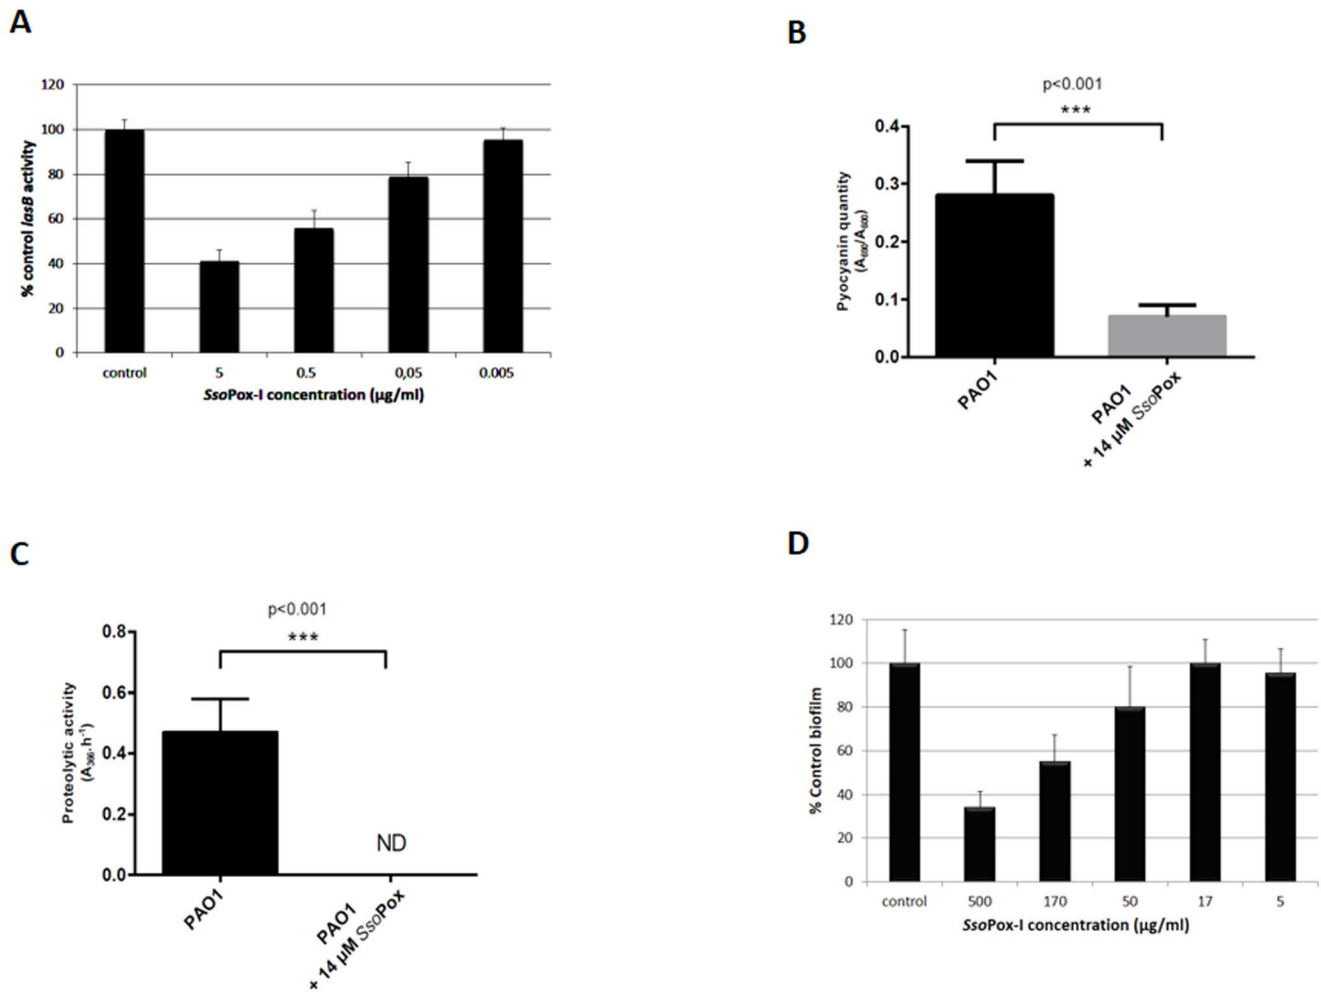 A
120
100
80
60
40
20
0
% control lasB activity
control 5 0.5 0,05 0.005
SsoPox-I concentration (µg/ml)
B
p<0.001
***
0.4
0.3
0.2
0.1
0.0
Pyocyanin quantity
(A₆₉₀/A₆₀₀)
PAO1
PAO1
+ 14 µM SsoPox
C
p<0.001
***
0.8
0.6
0.4
0.2
0.0
Proteolytic activity
(A₃₆₆.h⁻¹)
ND
PAO1
PAO1
+ 14 µM SsoPox
D
120
100
80
60
40
20
0
% Control biofilm
control 500 170 50 17 5
SsoPox-I concentration (µg/ml)